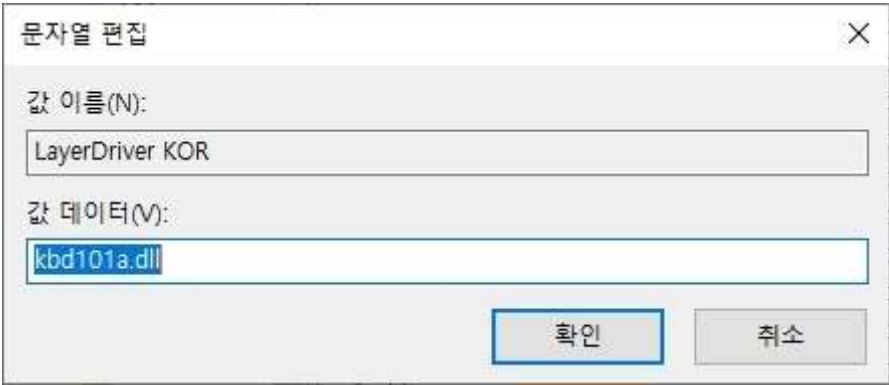 문자열 편집
값 이름(N):
LayerDriver KOR
값 데이터(V):
kbd101a.dll
확인 취소